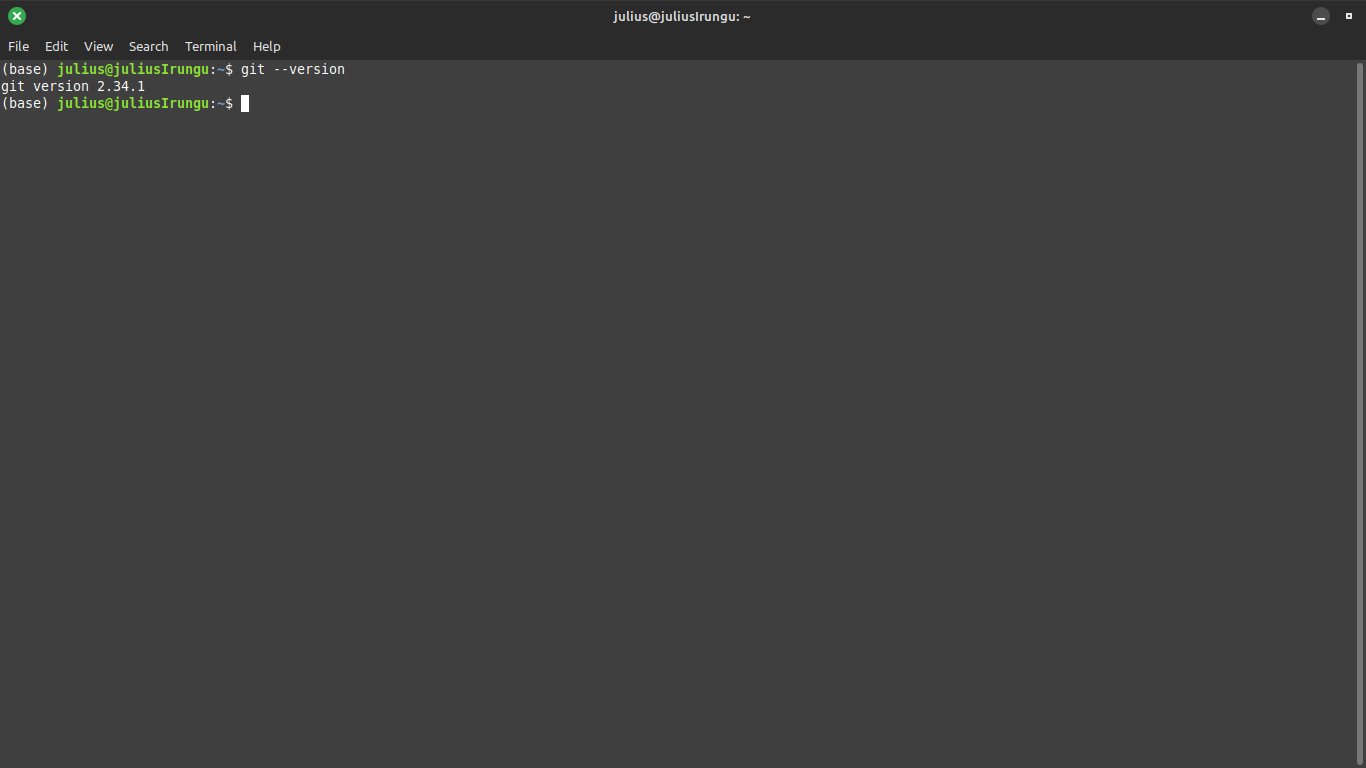 julius@juliusIrungu: ~
File Edit View Search Terminal Help
(base) julius@juliusIrungu:~$ git --version
git version 2.34.1
(base) julius@juliusIrungu:~$